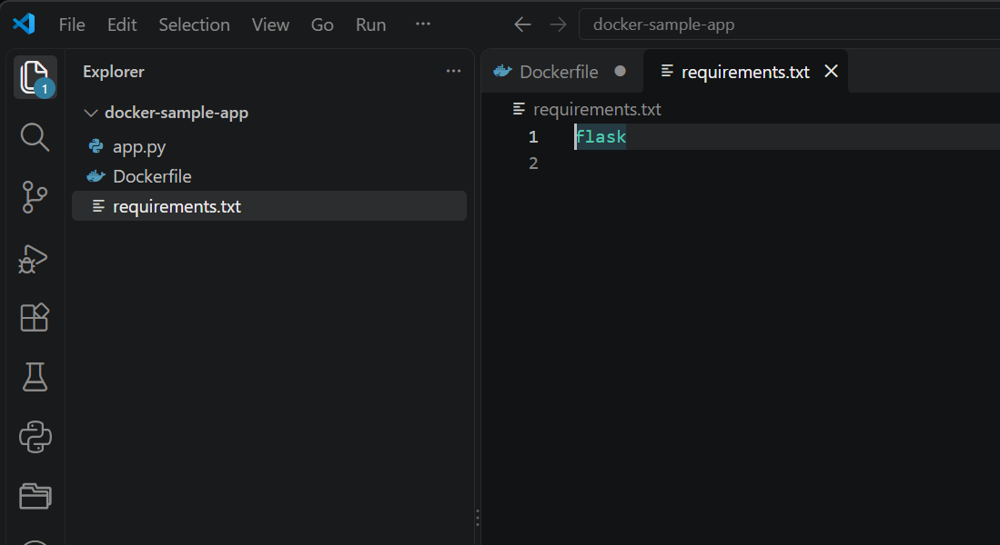 File Edit Selection View Go Run ···
docker-sample-app
Explorer ···
docker-sample-app
app.py
Dockerfile
requirements.txt
1
Dockerfile
requirements.txt
requirements.txt
1 flask
2